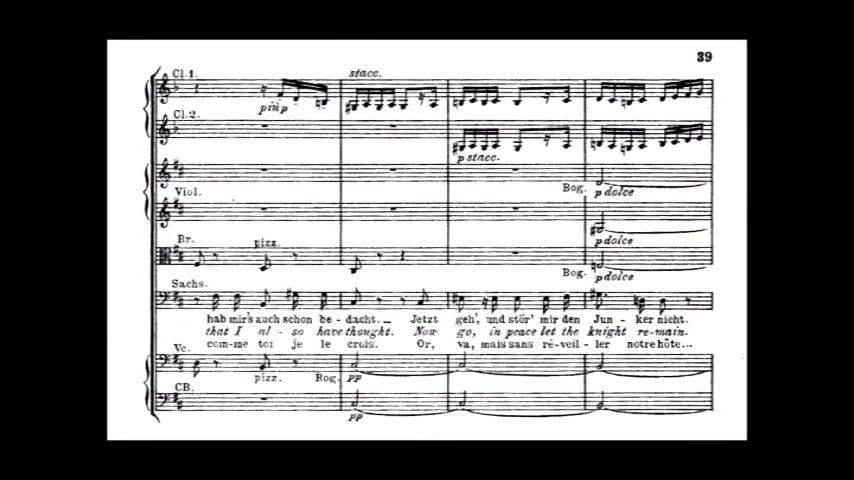 39
Cl.1.
stacc.
più p
Cl.2.
p stacc.
Viol.
Bog.
p dolce
p dolce
Br.
pizz.
Bog.
p dolce
Sachs.
hab mir's auch schon be - dacht. _ Jetzt geh', und stör' mir den Jun - ker nicht.
that I al - so have thought. Now go, in peace let the knight re-main.
com-me toi je le crois. Or, va, mais sans ré-veil - ler notre hôte...
Vc.
pizz.
Bog.
pp
CB.
pp